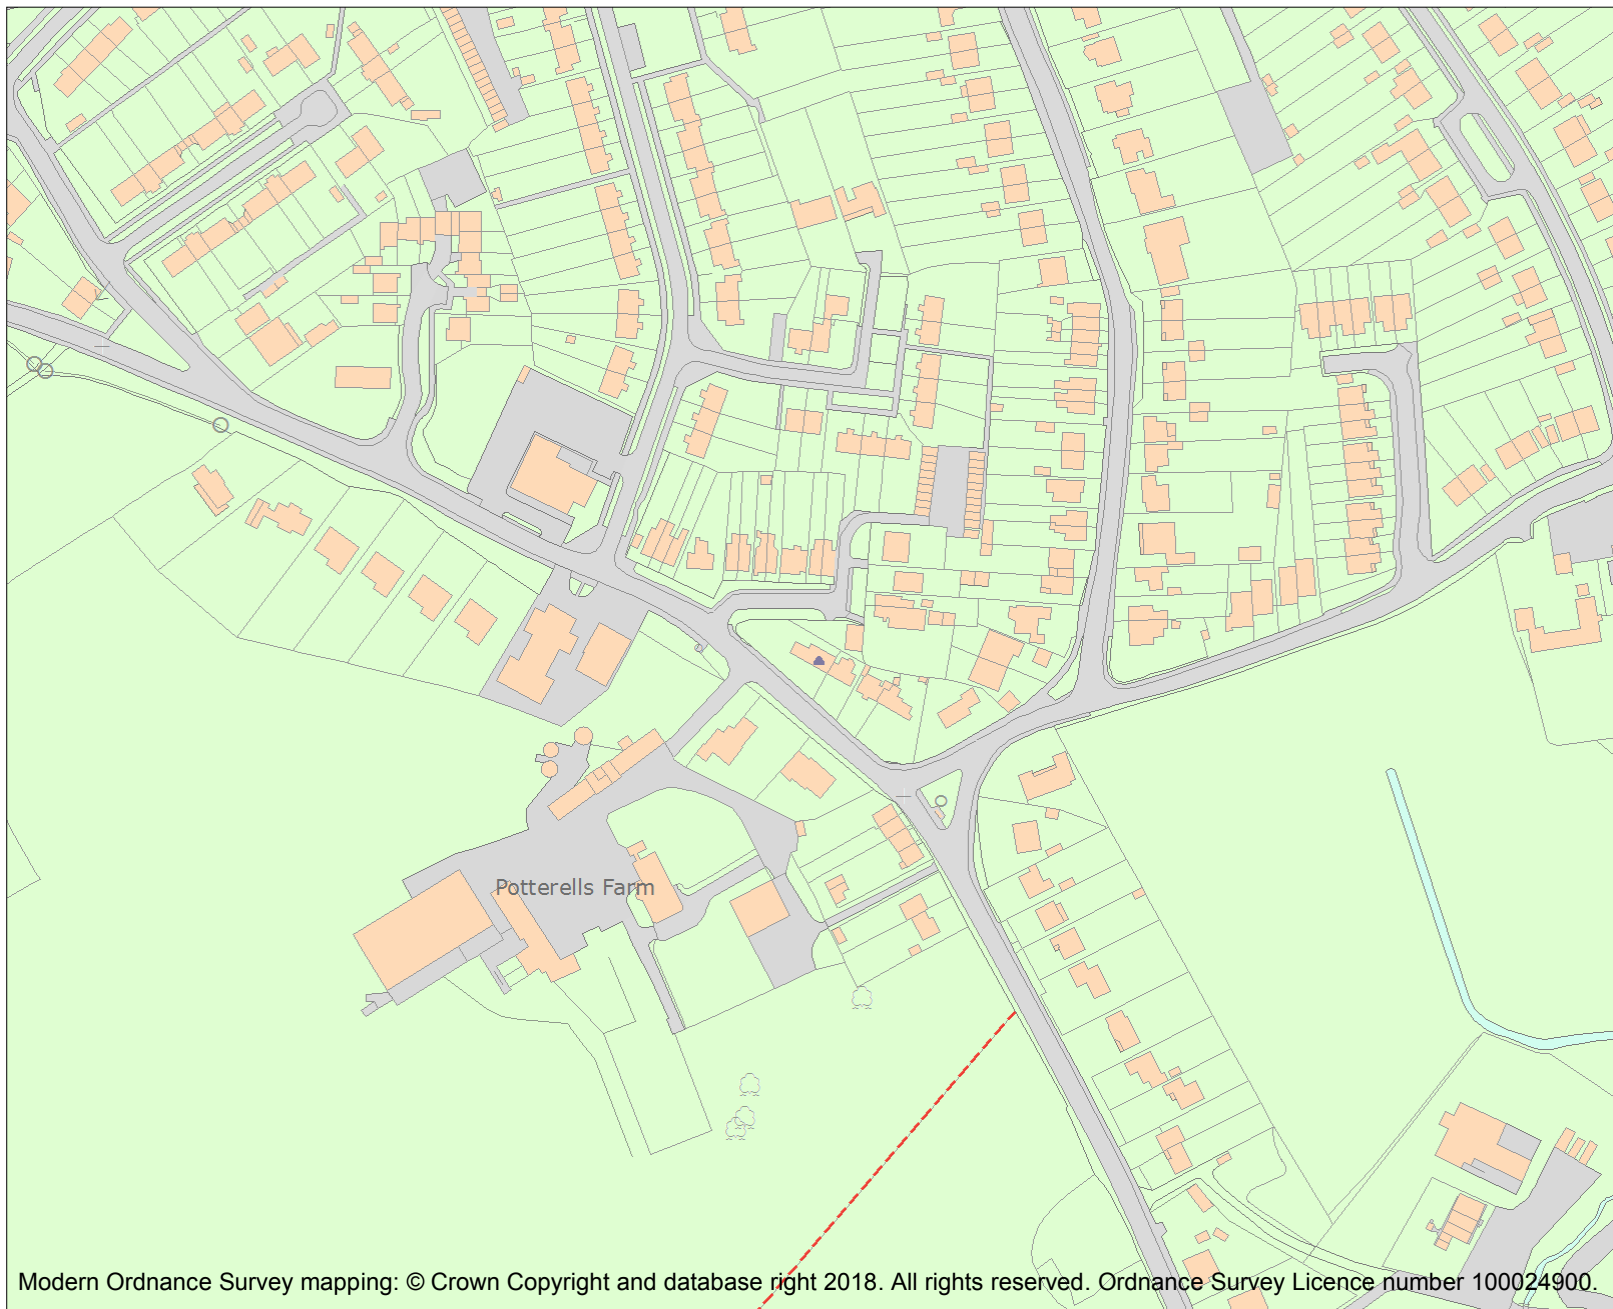 Potterells Farm
Modern Ordnance Survey mapping: © Crown Copyright and database right 2018. All rights reserved. Ordnance Survey Licence number 100024900.